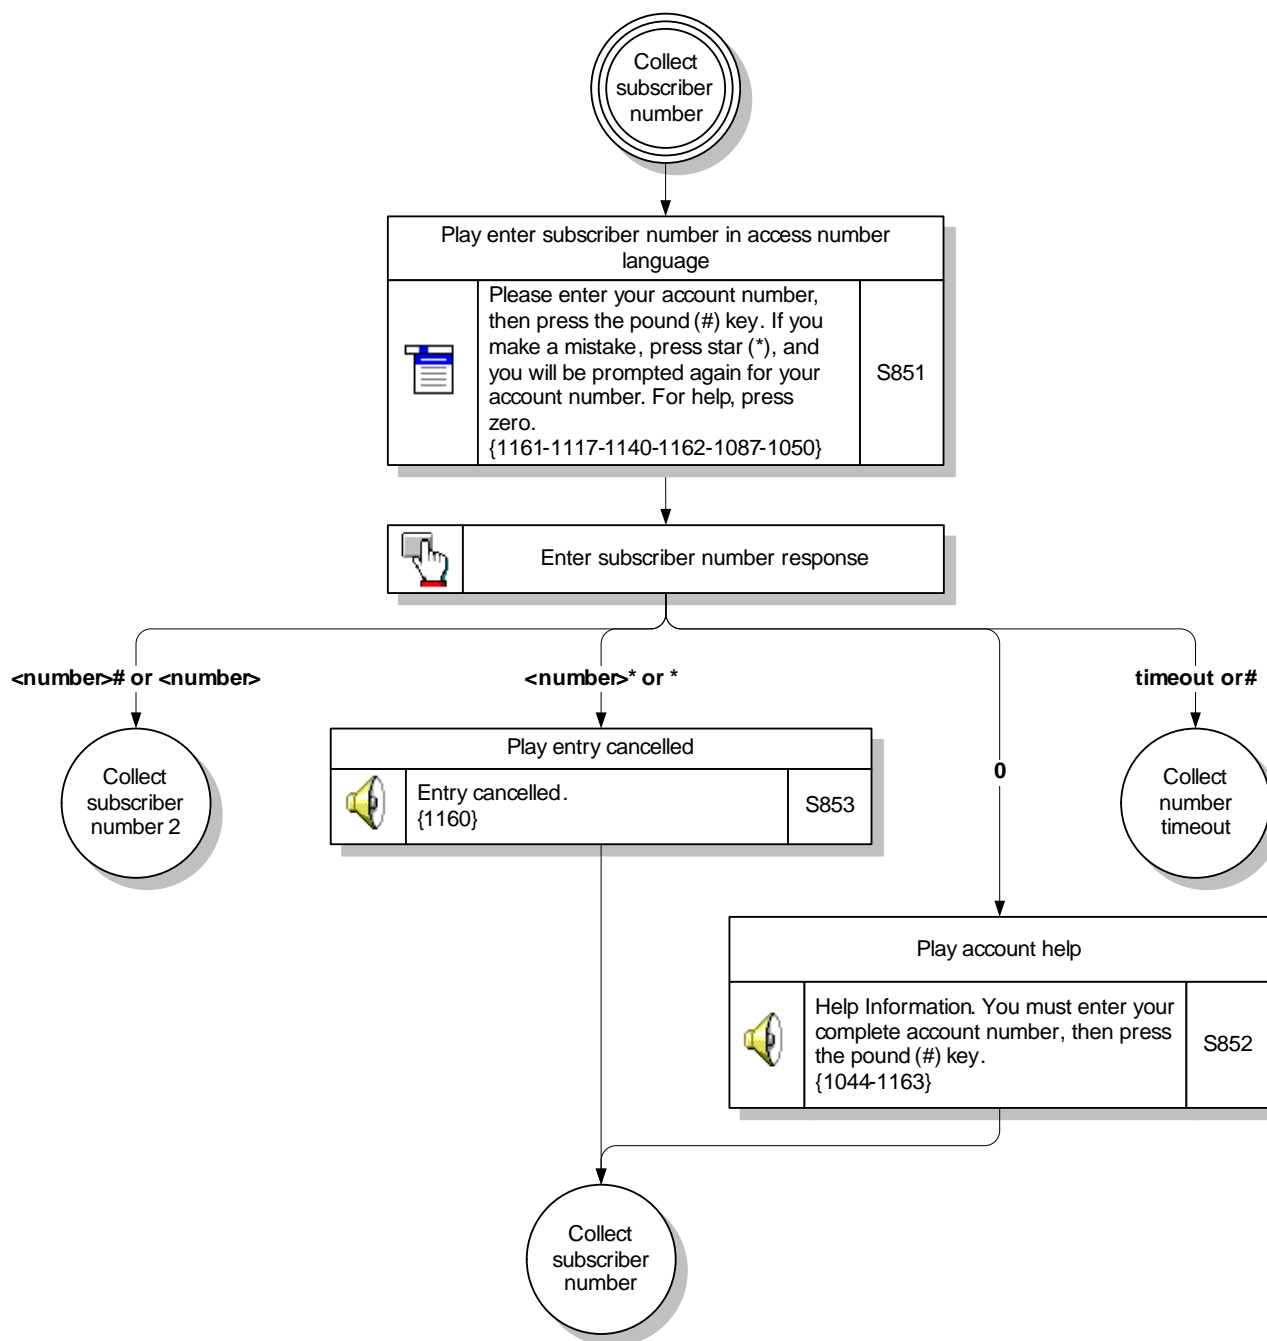 Collect
subscriber
number
Play enter subscriber number in access number
language
Please enter your account number,
then press the pound (#) key. If you
make a mistake, press star (*), and
you will be prompted again for your
account number. For help, press
zero.
{1161-1117-1140-1162-1087-1050}
S851
Enter subscriber number response
<number># or <number>
<number>* or *
0
timeout or #
Collect
subscriber
number 2
Play entry cancelled
Entry cancelled.
{1160}
S853
Collect
number
timeout
Play account help
Help Information. You must enter your
complete account number, then press
the pound (#) key.
{1044-1163}
S852
Collect
subscriber
number